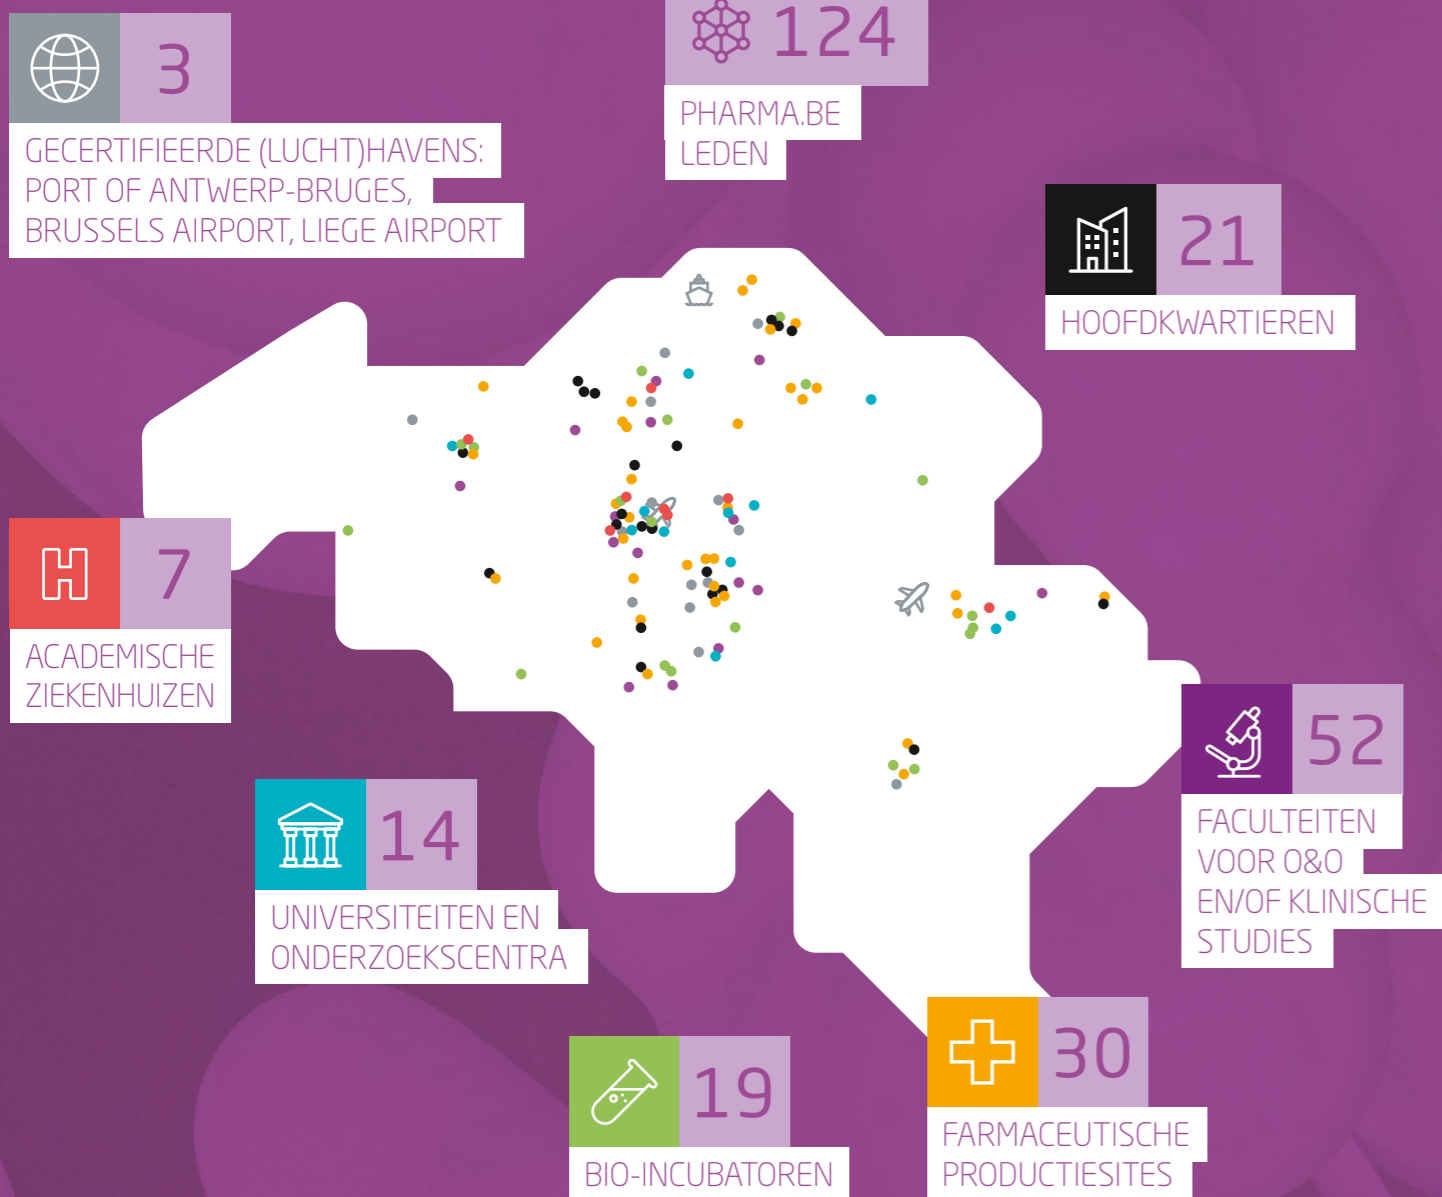 3
GECERTIFIEERDE (LUCHT)HAVENS:
PORT OF ANTWERP-BRUGES,
BRUSSELS AIRPORT, LIEGE AIRPORT
124
PHARMA.BE
LEDEN
21
HOOFDKWARTIEREN
H
7
ACADEMISCHE
ZIEKENHUIZEN
52
FACULTEITEN
VOOR O&O
EN/OF KLINISCHE
STUDIES
14
UNIVERSITEITEN EN
ONDERZOEKSCENTRA
19
BIO-INCUBATOREN
30
FARMACEUTISCHE
PRODUCTIESITES